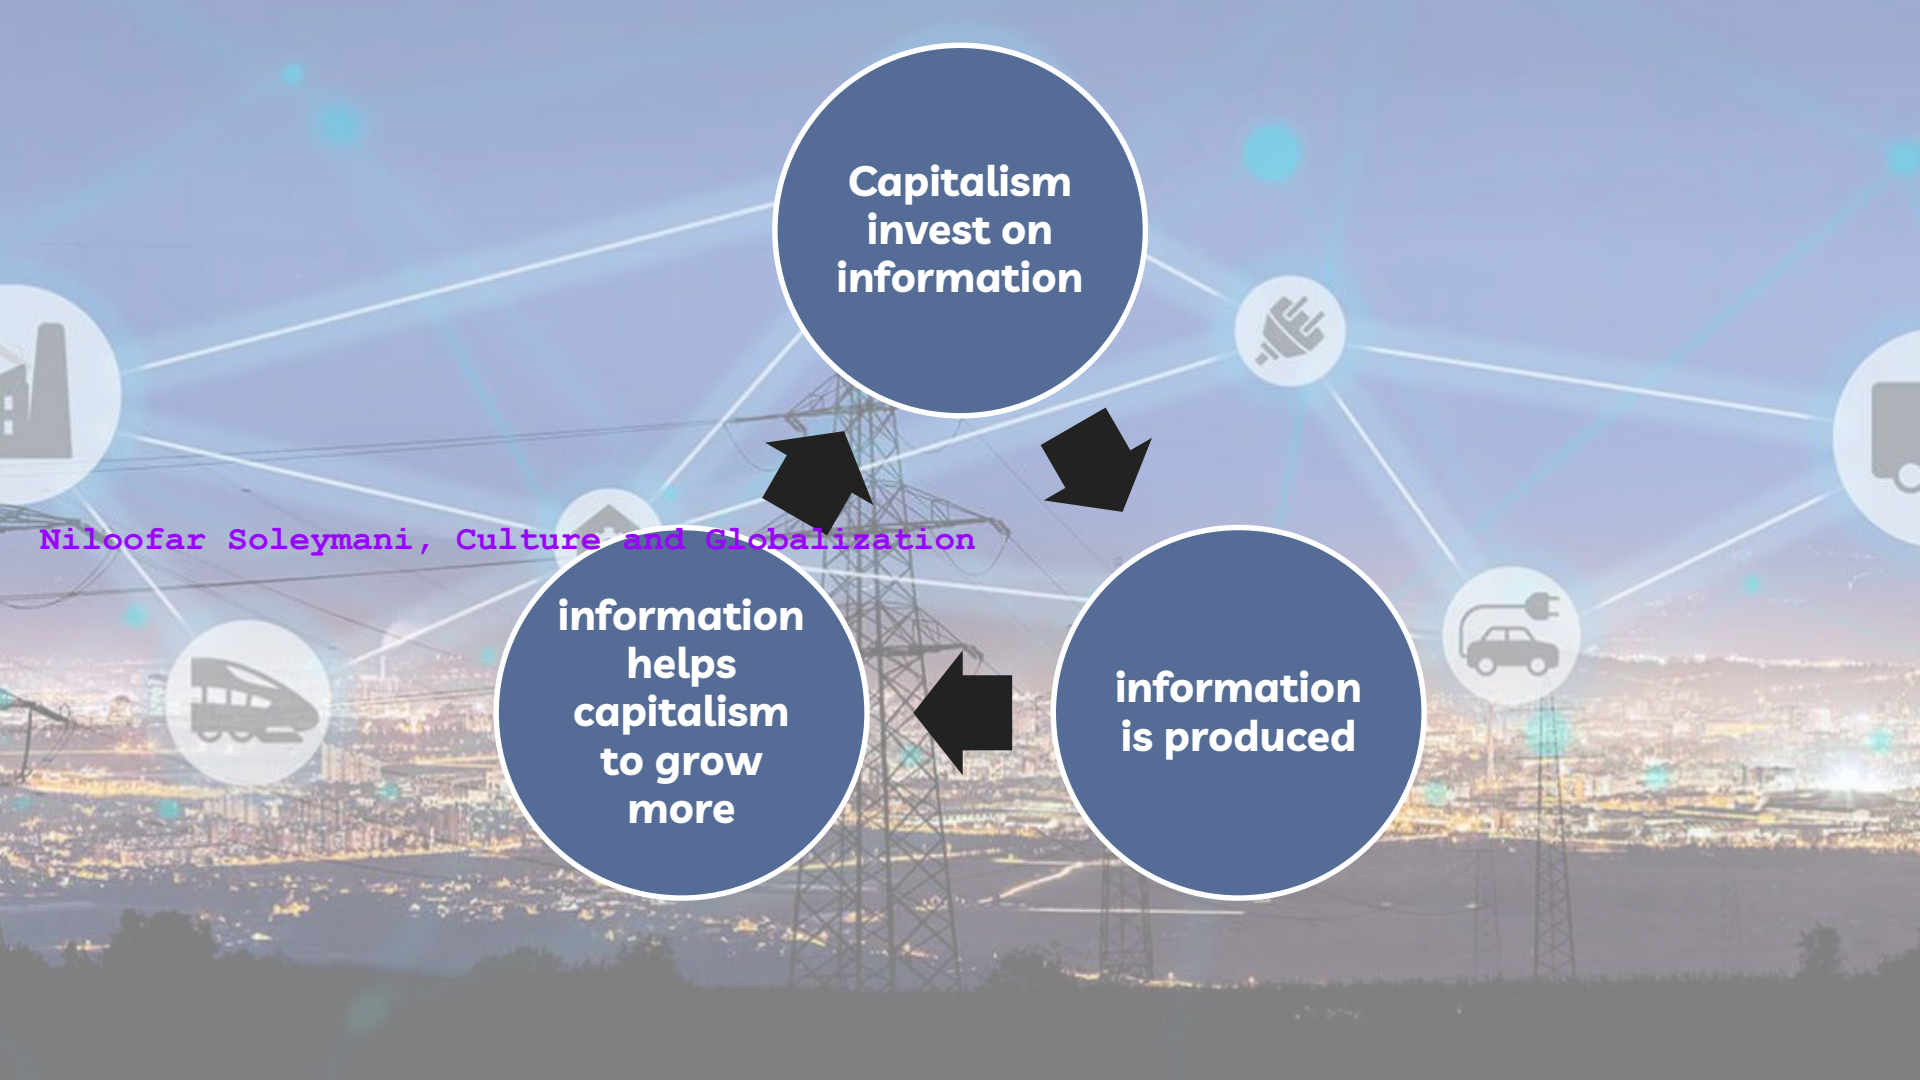 Capitalism
invest on
information
Niloofar Soleymani, Culture and Globalization
information
helps
capitalism
to grow
more
information
is produced